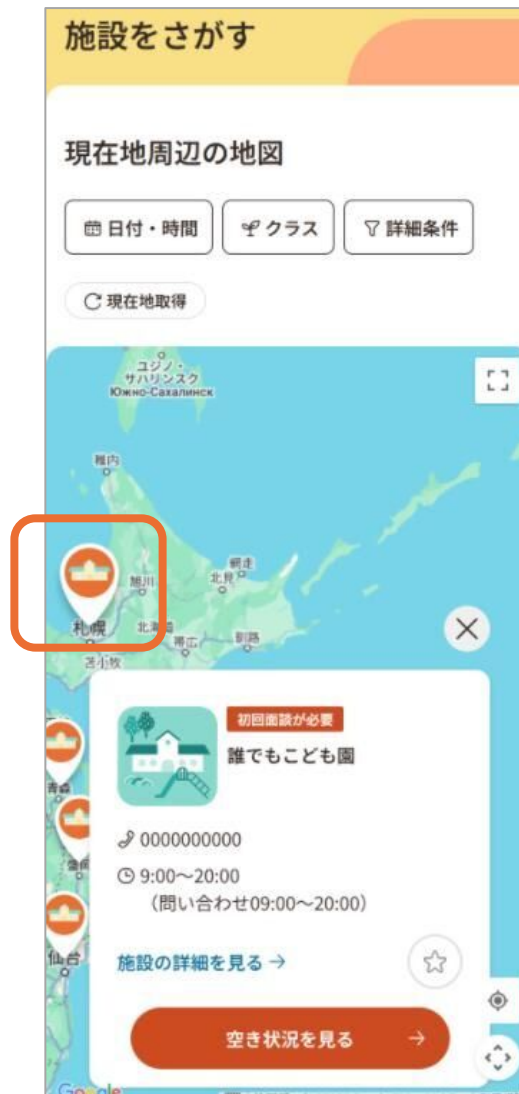 施設をさがす
現在地周辺の地図
日付・時間
クラス
詳細条件
現在地取得
ユジノ・
サハリンスク
Южно-Сахалинск
稚内
網走
旭川
北見
札幌
北海道
帯広
釧路
苫小牧
初回面談が必要
誰でもこども園
0000000000
9:00～20:00
（問い合わせ09:00～20:00）
施設の詳細を見る
空き状況を見る
青森
仙台
Google